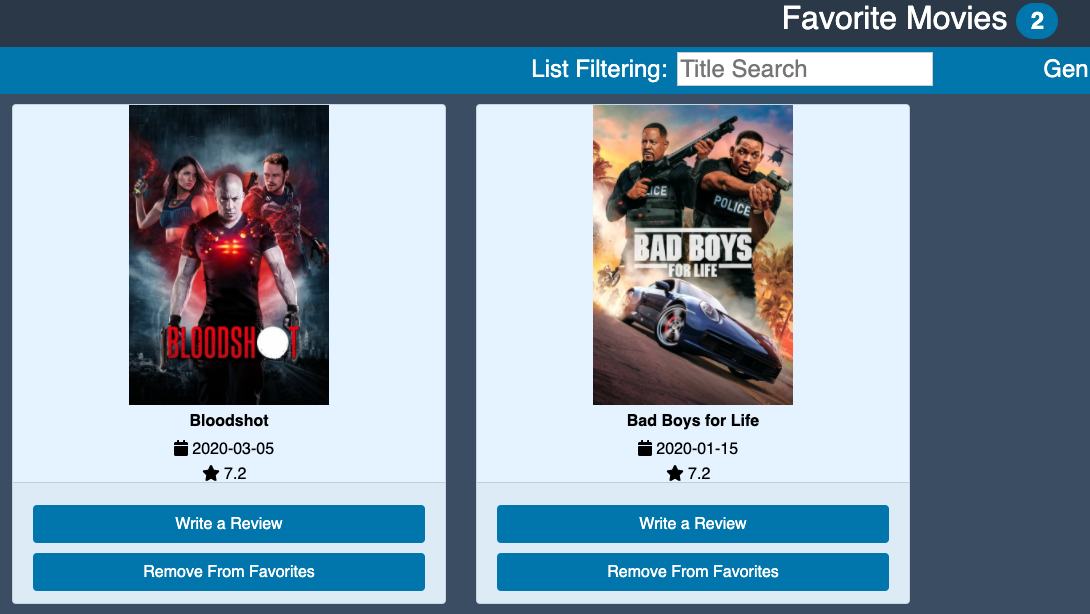 Favorite Movies 2
List Filtering: Title Search Gen
BLOODSHOT
Bloodshot
2020-03-05
7.2
Write a Review
Remove From Favorites
POLICE
POLICE
BAD BOYS
FOR LIFE
Bad Boys for Life
2020-01-15
7.2
Write a Review
Remove From Favorites